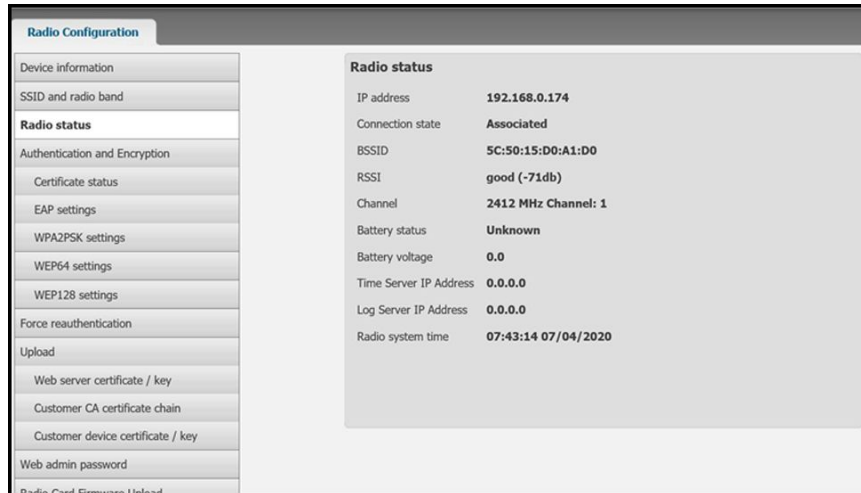 Radio Configuration
Device information
SSID and radio band
Radio status
Authentication and Encryption
Certificate status
EAP settings
WPA2PSK settings
WEP64 settings
WEP128 settings
Force reauthentication
Upload
Web server certificate / key
Customer CA certificate chain
Customer device certificate / key
Web admin password
Radio Card Firmware Upload
Radio status
IP address 192.168.0.174
Connection state Associated
BSSID 5C:50:15:D0:A1:D0
RSSI good (-71db)
Channel 2412 MHz Channel: 1
Battery status Unknown
Battery voltage 0.0
Time Server IP Address 0.0.0.0
Log Server IP Address 0.0.0.0
Radio system time 07:43:14 07/04/2020